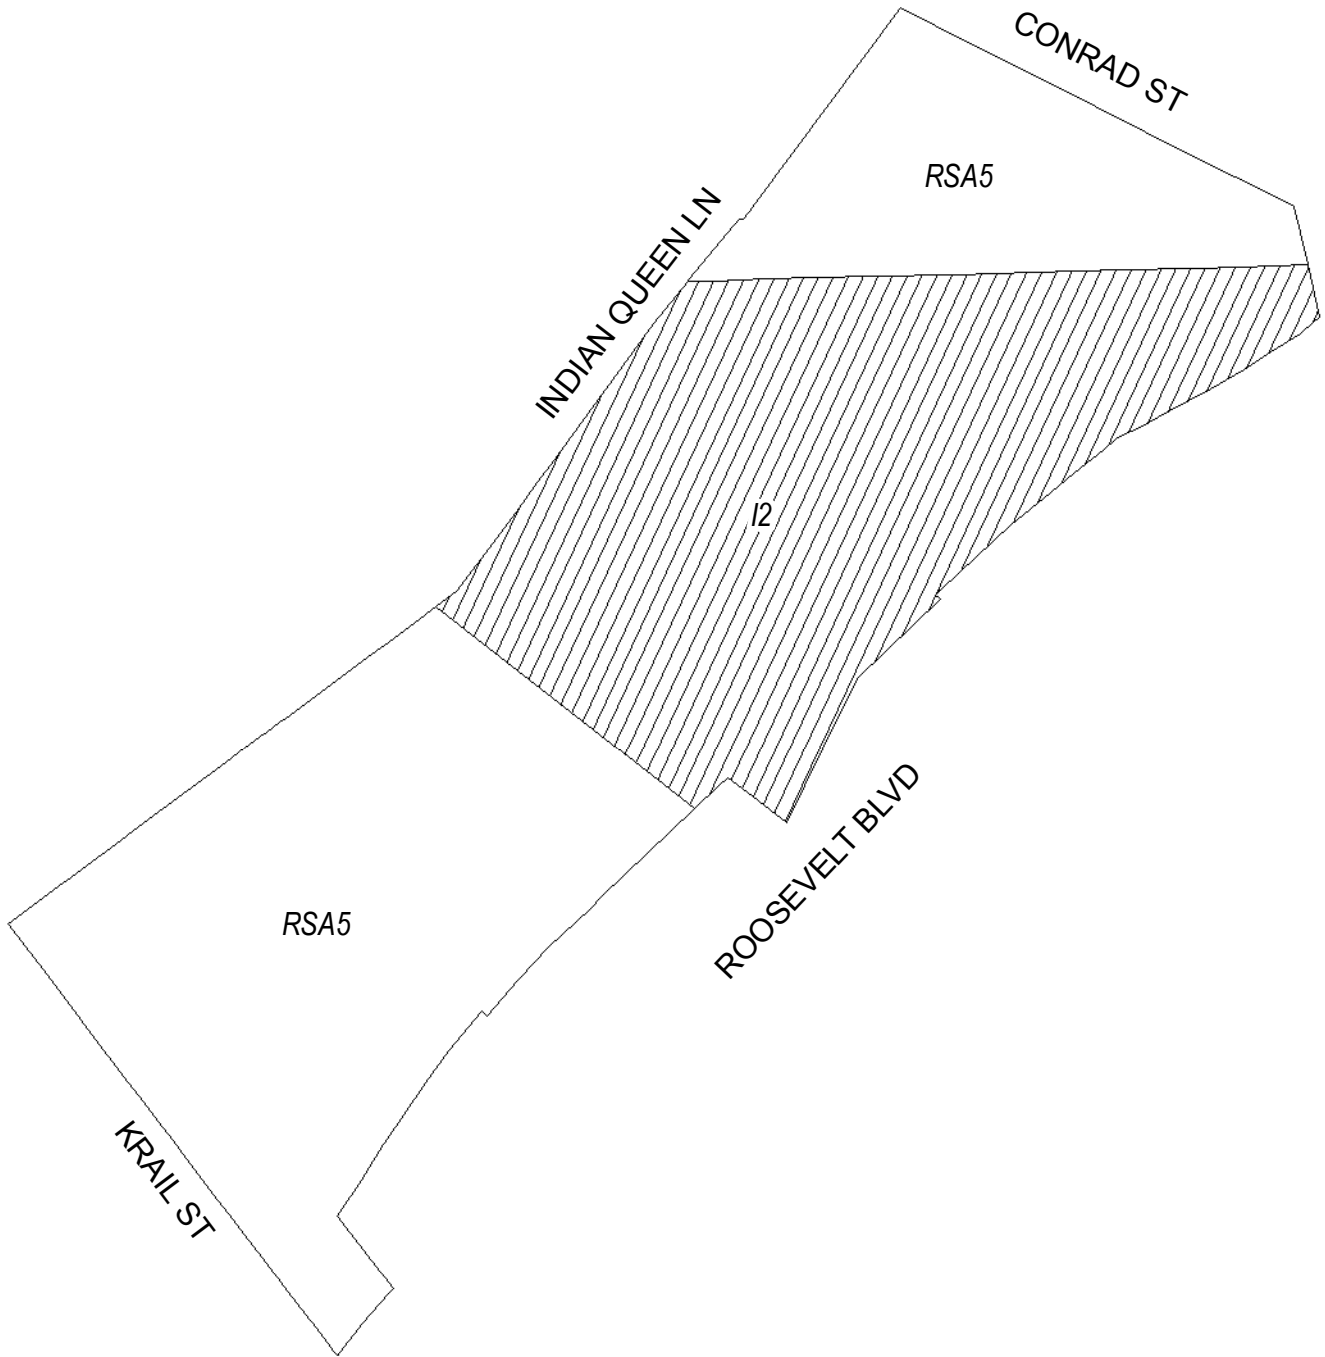 CONRAD ST
RSA5
INDIAN QUEEN LN
I2
ROOSEVELT BLVD
RSA5
KRAIL ST